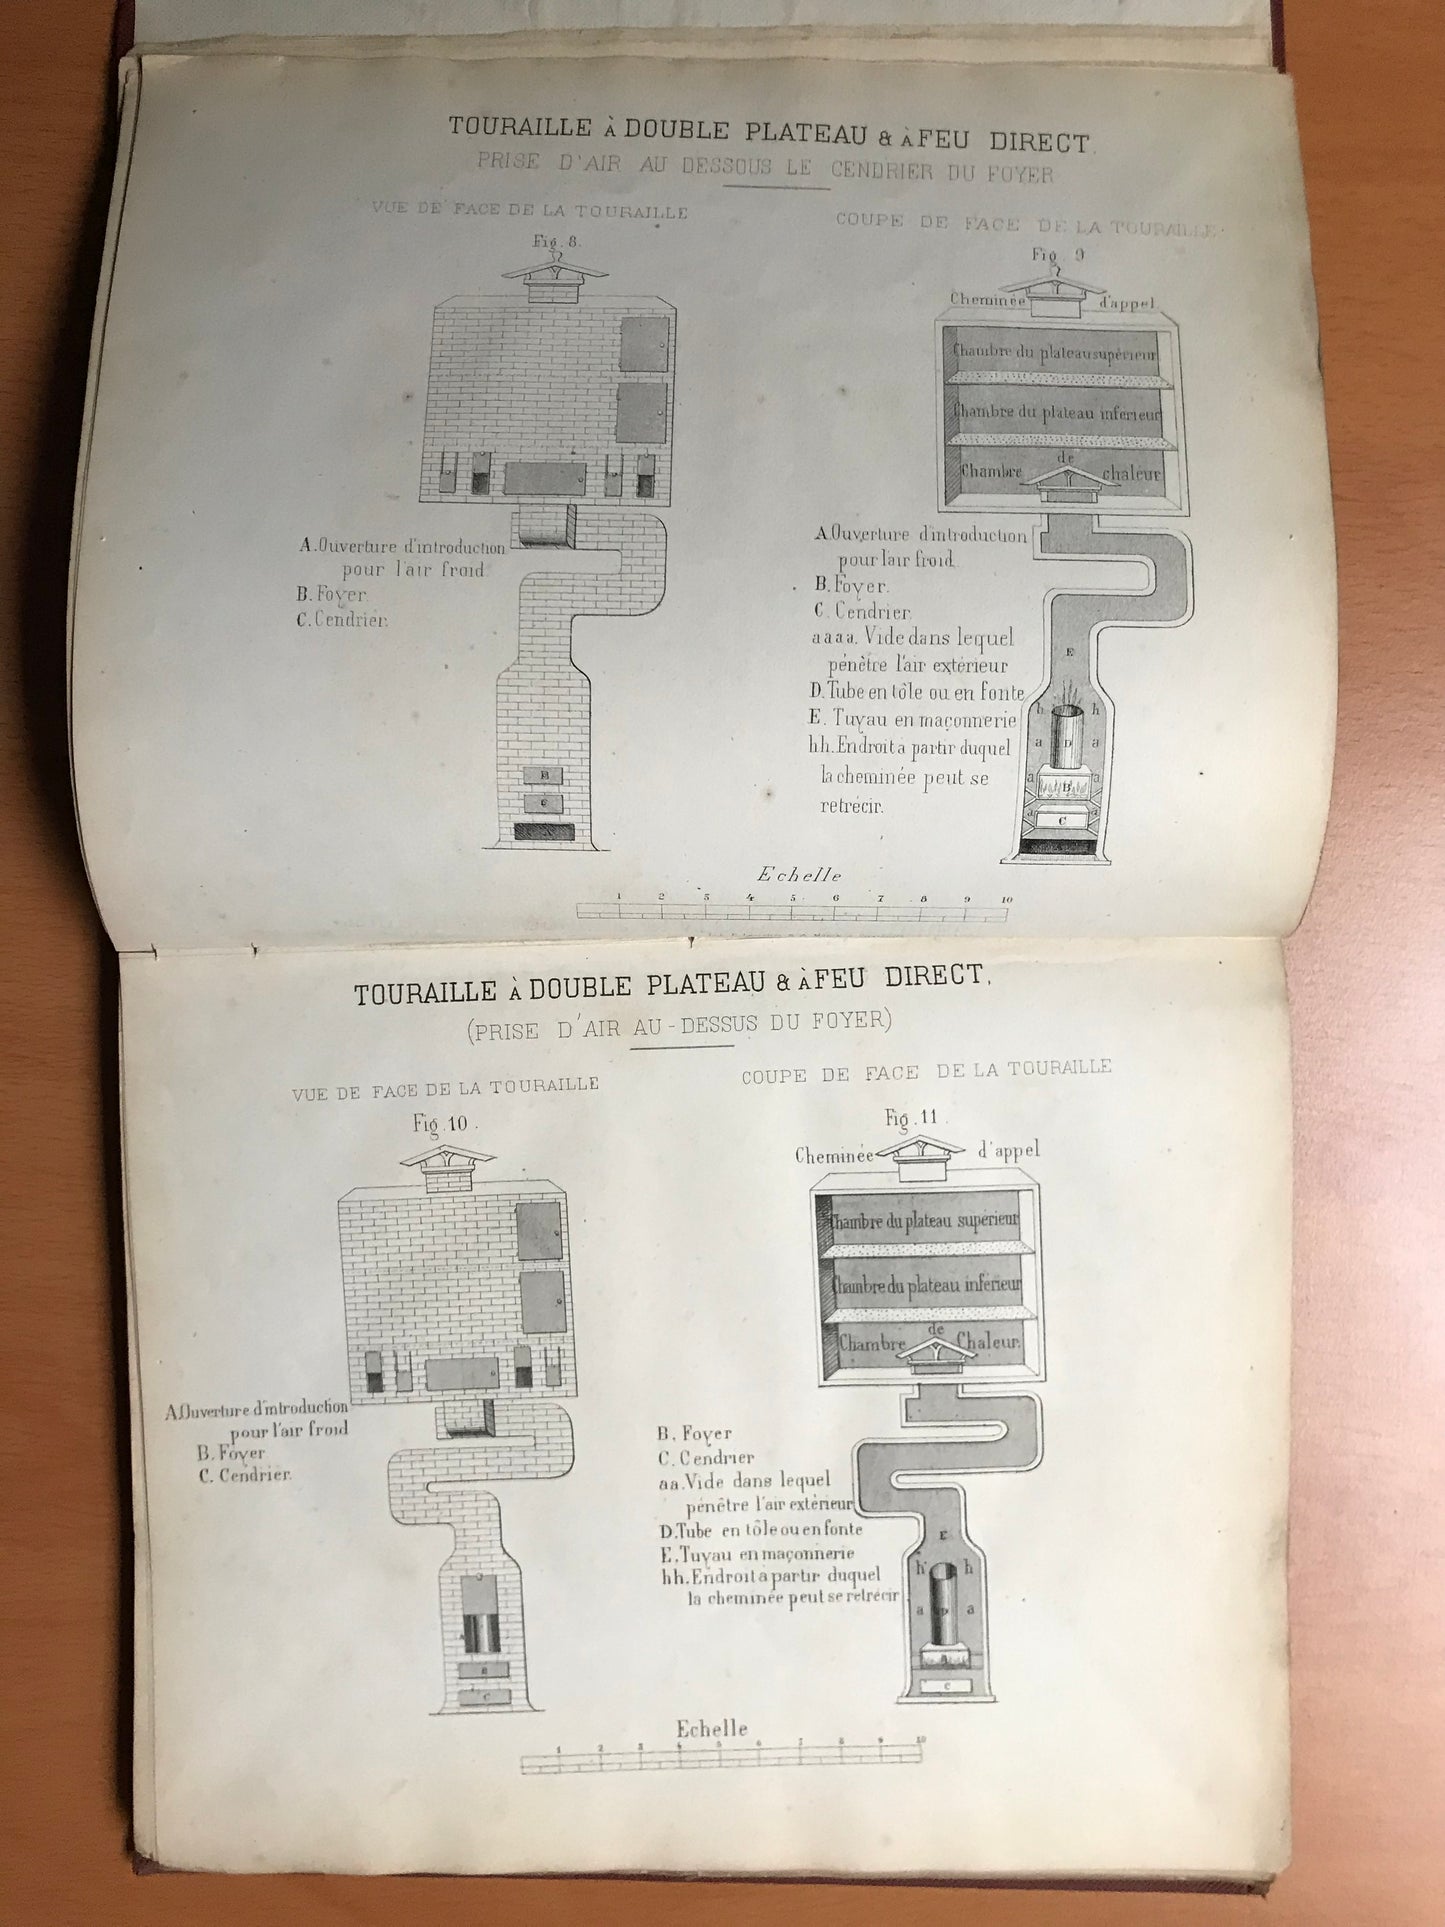 TOURAILLE À DOUBLE PLATEAU & À FEU DIRECT.
PRISE D'AIR AU DESSOUS LE CENDRIER DU FOYER
VUE DE FACE DE LA TOURAILLE
Fig. 8.
A. Ouverture d'introduction
pour l'air froid.
B. Foyer.
C. Cendrier.
B
C
COUPE DE FACE DE LA TOURAILLE
Fig. 9
Cheminée d'appel.
Chambre du plateau supérieur
Chambre du plateau inférieur
Chambre de chaleur
A. Ouverture d'introduction
pour l'air froid.
B. Foyer.
C. Cendrier.
aaaa. Vide dans lequel
pénètre l'air extérieur
D. Tube en tôle ou en fonte
E. Tuyau en maçonnerie
hh. Endroit à partir duquel
la cheminée peut se
retrécir.
E
h h
a D a
a B a
a C a
Echelle
1 2 3 4 5 6 7 8 9 10
TOURAILLE À DOUBLE PLATEAU & À FEU DIRECT.
(PRISE D'AIR AU-DESSUS DU FOYER)
VUE DE FACE DE LA TOURAILLE
Fig. 10.
A. Ouverture d'introduction
pour l'air froid
B. Foyer
C. Cendrier.
A
B
C
COUPE DE FACE DE LA TOURAILLE
Fig. 11.
Cheminée d'appel
Chambre du plateau supérieur
Chambre du plateau inférieur
Chambre de Chaleur.
B. Foyer
C. Cendrier
aa. Vide dans lequel
pénêtre l'air extérieur
D. Tube en tôle ou en fonte
E. Tuyau en maçonnerie
hh. Endroit à partir duquel
la cheminée peut se retrécir
E
h h
a D a
B
C
Echelle
1 2 3 4 5 6 7 8 9 10